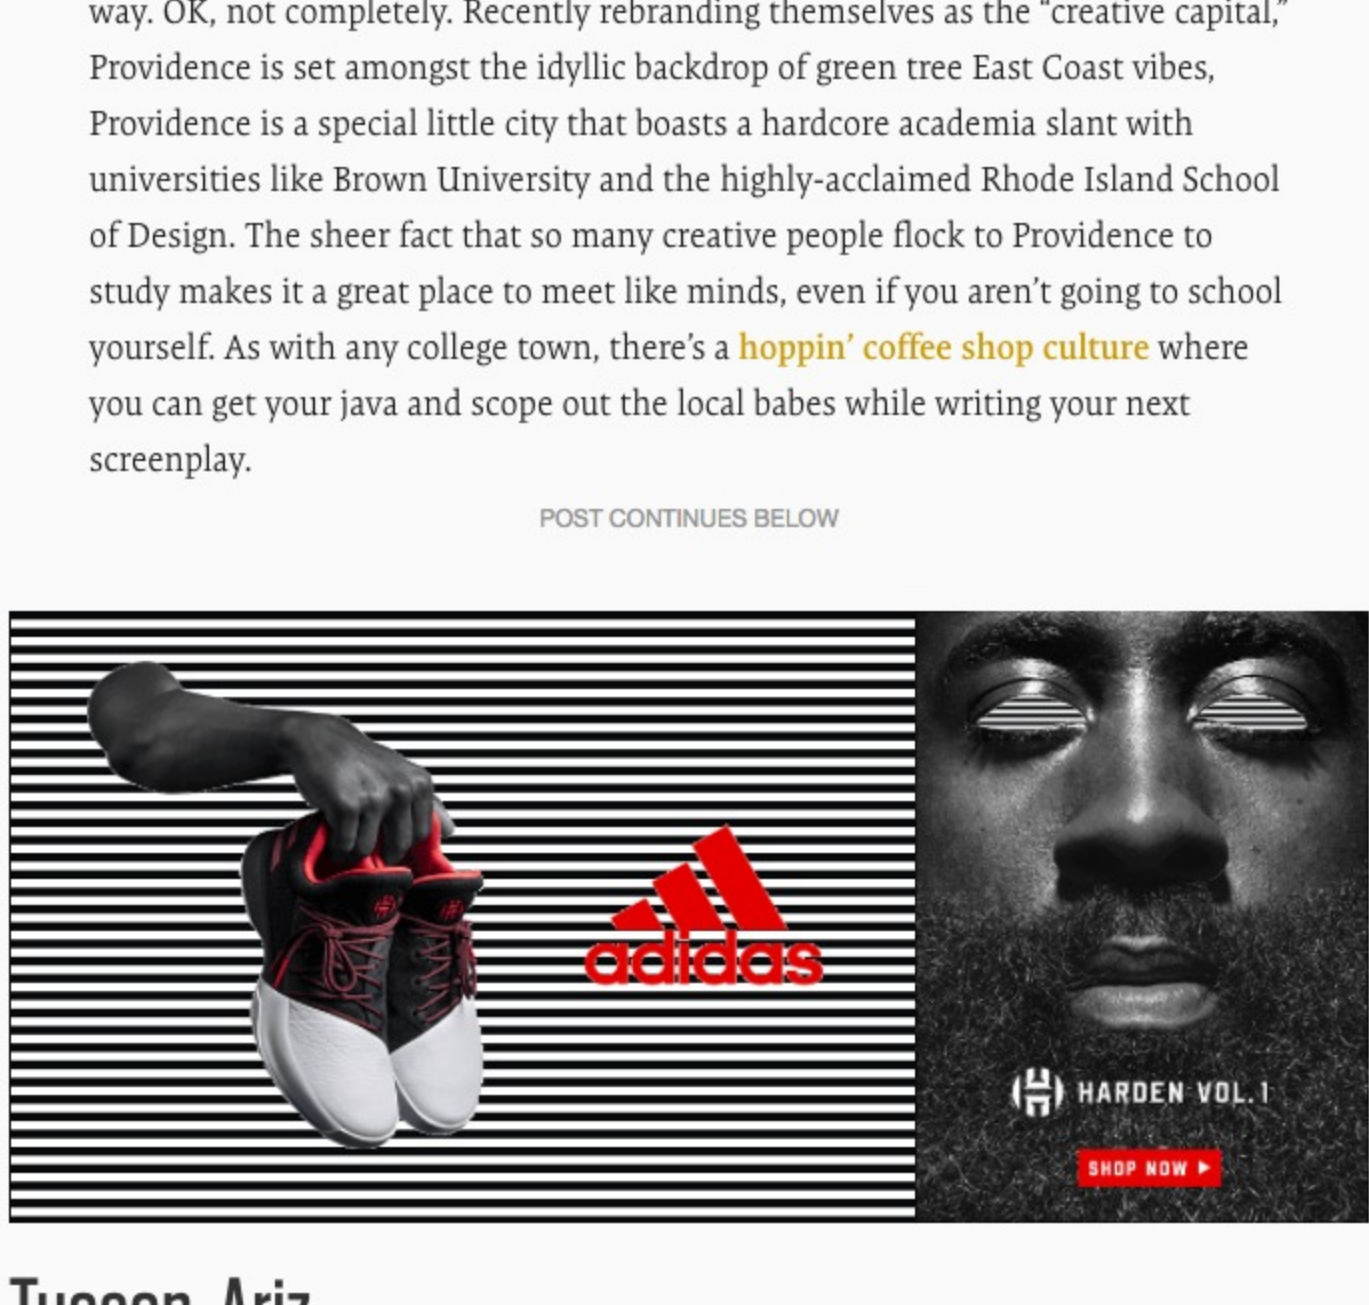 way. OK, not completely. Recently rebranding themselves as the “creative capital,”
Providence is set amongst the idyllic backdrop of green tree East Coast vibes,
Providence is a special little city that boasts a hardcore academia slant with
universities like Brown University and the highly-acclaimed Rhode Island School
of Design. The sheer fact that so many creative people flock to Providence to
study makes it a great place to meet like minds, even if you aren’t going to school
yourself. As with any college town, there’s a hoppin’ coffee shop culture where
you can get your java and scope out the local babes while writing your next
screenplay.
POST CONTINUES BELOW
adidas
HARDEN VOL.1
SHOP NOW
Tucson, Ariz.